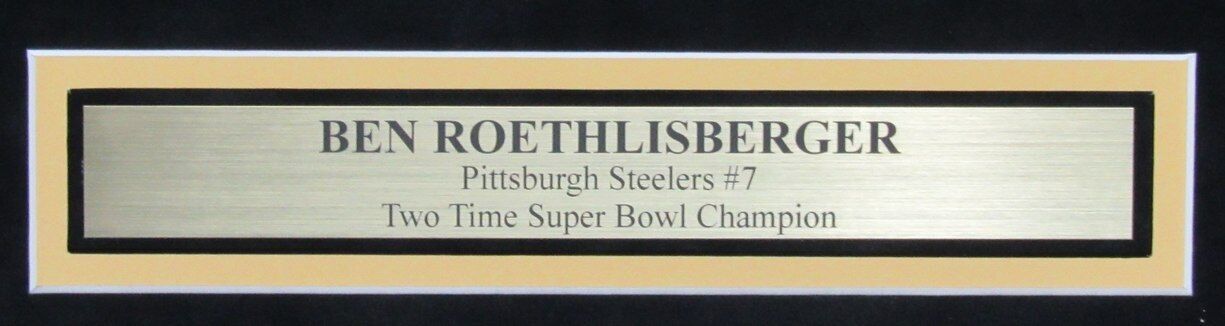 BEN ROETHLISBERGER
Pittsburgh Steelers #7
Two Time Super Bowl Champion